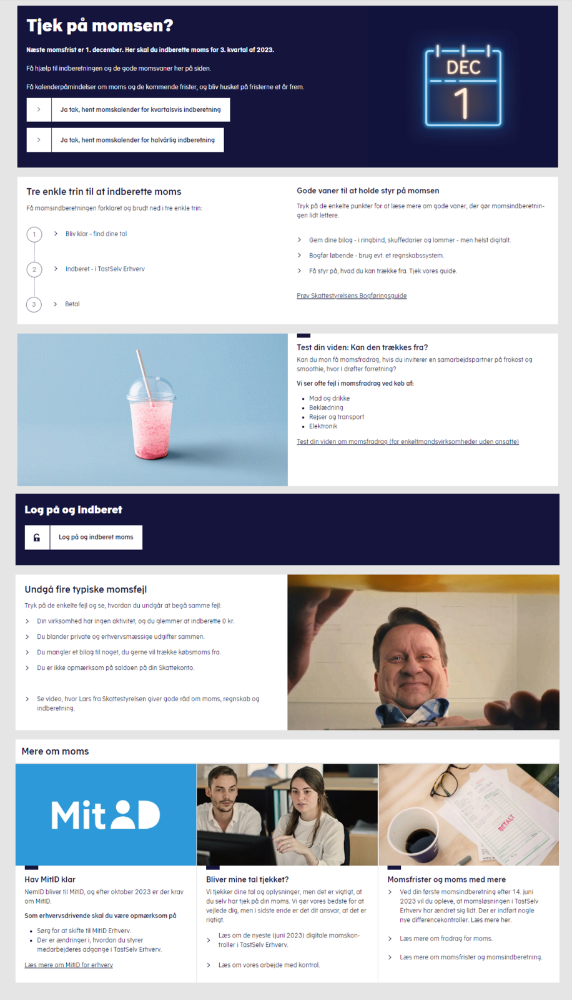 Tjek på momsen?
Næste momsfrist er 1. december. Her skal du indberette moms for 3. kvartal af 2023.
Få hjælp til indberetningen og de gode momsvaner her på siden.
Få kalenderpåmindelser om moms og de kommende frister, og bliv husket på fristerne et år frem.
Ja tak, hent momskalender for kvartalsvis indberetning
Ja tak, hent momskalender for halvårlig indberetning
DEC
1
Tre enkle trin til at indberette moms
Få momsindberetningen forklaret og brudt ned i tre enkle trin:
1 Bliv klar - find dine tal
2 Indberet - i TastSelv Erhverv
3 Betal
Gode vaner til at holde styr på momsen
Tryk på de enkelte punkter for at læse mere om gode vaner, der gør momsindberetnin-
gen lidt lettere.
Gem dine bilag - i ringbind, skuffedarier og lommer - men helst digitalt.
Bogfør løbende - brug evt. et regnskabssystem.
Få styr på, hvad du kan trække fra. Tjek vores guide.
Prøv Skattestyrelsens Bogføringsguide
Test din viden: Kan den trækkes fra?
Kan du mon få momsfradrag, hvis du inviterer en samarbejdspartner på frokost og
smoothie, hvor I drøfter forretning?
Vi ser ofte fejl i momsfradrag ved køb af:
Mad og drikke
Beklædning
Rejser og transport
Elektronik
Test din viden om momsfradrag (for enkeltmandsvirksomheder uden ansatte)
Log på og indberet
Log på og indberet moms
Undgå fire typiske momsfejl
Tryk på de enkelte fejl og se, hvordan du undgår at begå samme fejl:
Din virksomhed har ingen aktivitet, og du glemmer at indberette 0 kr.
Du blander private og erhvervsmæssige udgifter sammen.
Du mangler et bilag til noget, du gerne vil trække købsmoms fra.
Du er ikke opmærksom på saldoen på din Skattekonto.
Se video, hvor Lars fra Skattestyrelsen giver gode råd om moms, regnskab og
indberetning.
Mere om moms
Mit ID
BETALT
Hav MitID klar
NemID bliver til MitID, og efter oktober 2023 er der krav
om MitID.
Som erhvervsdrivende skal du være opmærksom på
Sørg for at skifte til MitID Erhverv.
Der er ændringer i, hvordan du styrer
medarbejderes adgange i TastSelv Erhverv.
Læs mere om MitID for erhverv
Bliver mine tal tjekket?
Vi tjekker dine tal og oplysninger, men det er vigtigt, at
du selv har tjek på din moms. Vi gør vores bedste for at
vejlede dig, men i sidste ende er det dit ansvar, at det er
rigtigt.
Læs om de nyeste (juni 2023) digitale momskon-
troller i TastSelv Erhverv.
Læs om vores arbejde med kontrol.
Momsfrister og moms med mere
Ved din første momsindberetning efter 14. juni
2023 vil du opleve, at momsløsningen i TastSelv
Erhverv har ændret sig lidt. Der er indført nogle
nye differencekontroller. Læs mere her.
Læs mere om fradrag for moms.
Læs mere om momsfrister og momsindberetning.